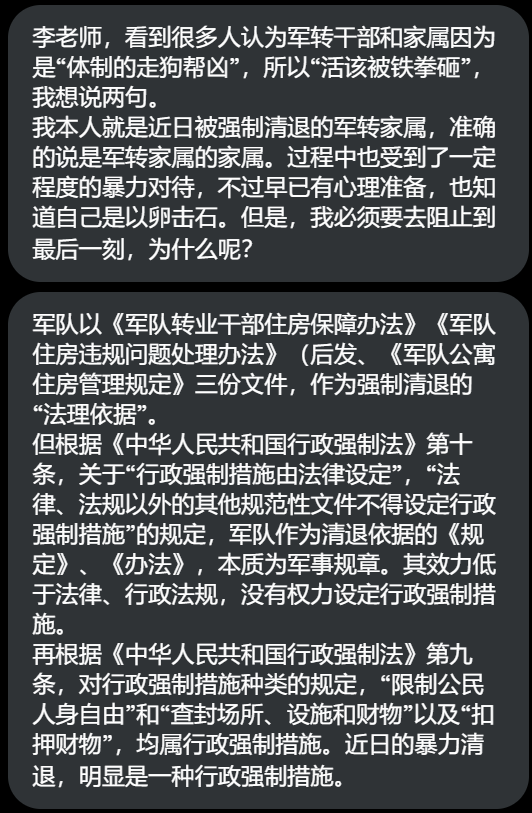 李老师，看到很多人认为军转干部和家属因为
是“体制的走狗帮凶”，所以“活该被铁拳砸”，
我想说两句。
我本人就是近日被强制清退的军转家属，准确
的说是军转家属的家属。过程中也受到了一定
程度的暴力对待，不过早已有心理准备，也知
道自己是以卵击石。但是，我必须要去阻止到
最后一刻，为什么呢？
军队以《军队转业干部住房保障办法》《军队
住房违规问题处理办法》（后发、《军队公寓
住房管理规定》三份文件，作为强制清退的
“法理依据”。
但根据《中华人民共和国行政强制法》第十
条，关于“行政强制措施由法律设定”，“法
律、法规以外的其他规范性文件不得设定行政
强制措施”的规定，军队作为清退依据的《规
定》、《办法》，本质为军事规章。其效力低
于法律、行政法规，没有权力设定行政强制措
施。
再根据《中华人民共和国行政强制法》第九
条，对行政强制措施种类的规定，“限制公民
人身自由”和“查封场所、设施和财物”以及“扣
押财物”，均属行政强制措施。近日的暴力清
退，明显是一种行政强制措施。